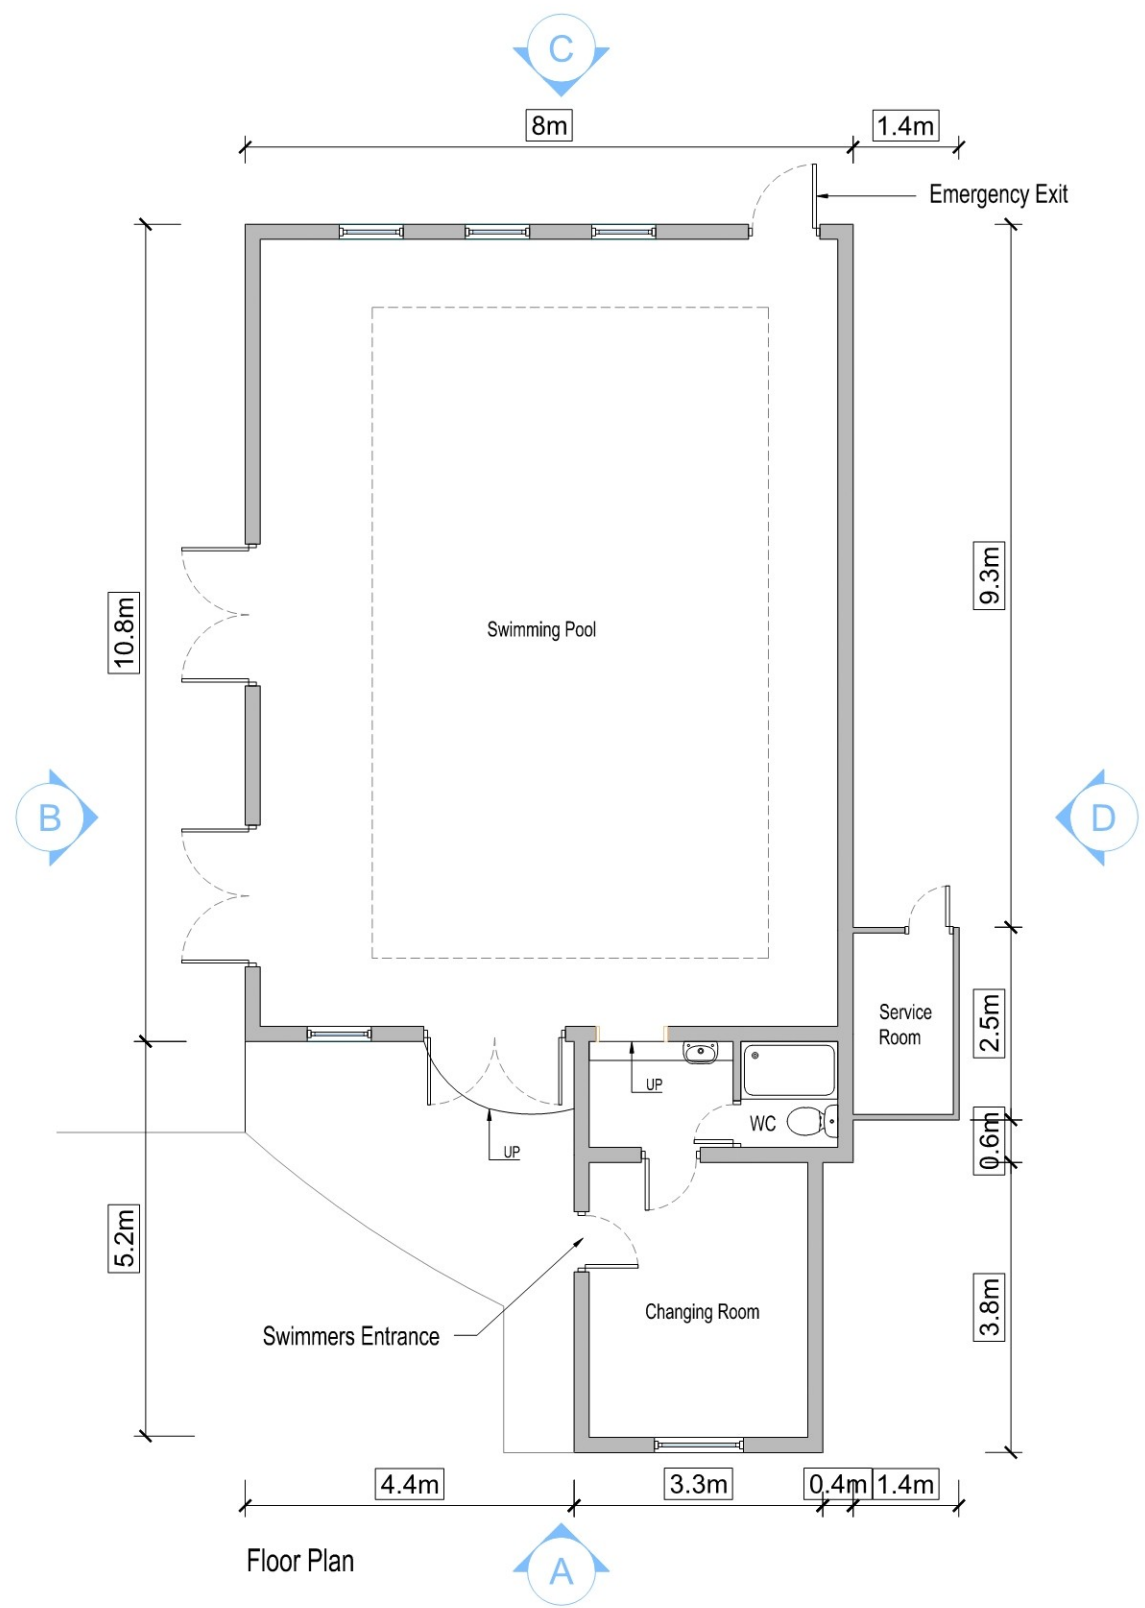 C
8m
1.4m
Emergency Exit
9.3m
10.8m
Swimming Pool
B
D
Service
Room
2.5m
UP
WC
0.6m
UP
5.2m
Changing Room
3.8m
Swimmers Entrance
4.4m
3.3m
0.4m
1.4m
Floor Plan
A